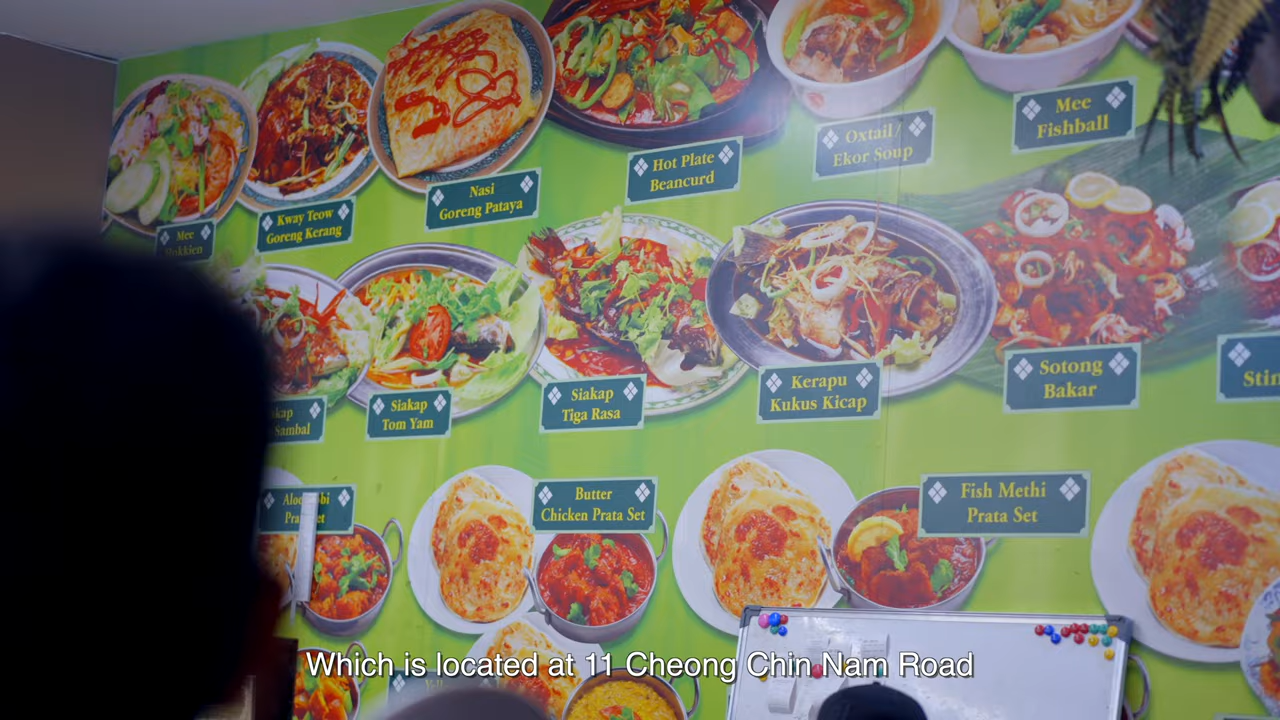 Mee
Fishball
Oxtail/
Ekor Soup
Hot Plate
Beancurd
Nasi
Goreng Pataya
Kway Teow
Goreng Kerang
Mee
Hokkien
Sotong
Bakar
Kerapu
Kukus Kicap
Siakap
Tiga Rasa
Siakap
Tom Yam
Sambal
Fish Methi
Prata Set
Butter
Chicken Prata Set
Which is located at 11 Cheong Chin Nam Road